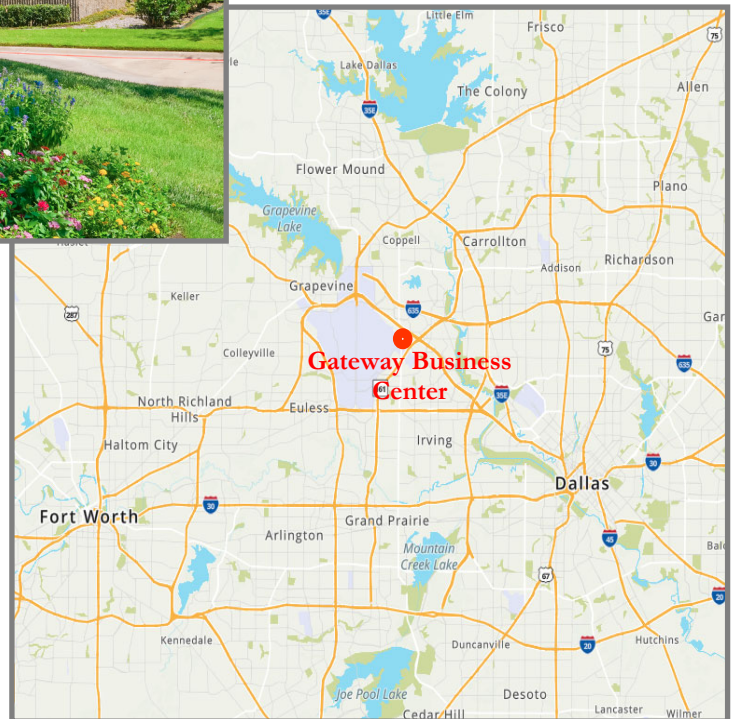 35E
Little Elm
Frisco
75
Lake Dallas
Allen
The Colony
35E
Flower Mound
Plano
Grapevine
Lake
Coppell
Carrollton
Richardson
Addison
Grapevine
Keller
287
635
Gar
75
Colleyville
Gateway Business
Center
635
61
35E
North Richland
Hills
Euless
Haltom City
Irving
30
Dallas
30
Fort Worth
Grand Prairie
Arlington
45
Mountain
Creek Lake
Balc
67
20
Kennedale
Duncanville
20
Hutchins
Joe Pool Lake
Desoto
Cedar Hill
Lancaster
Wilmer